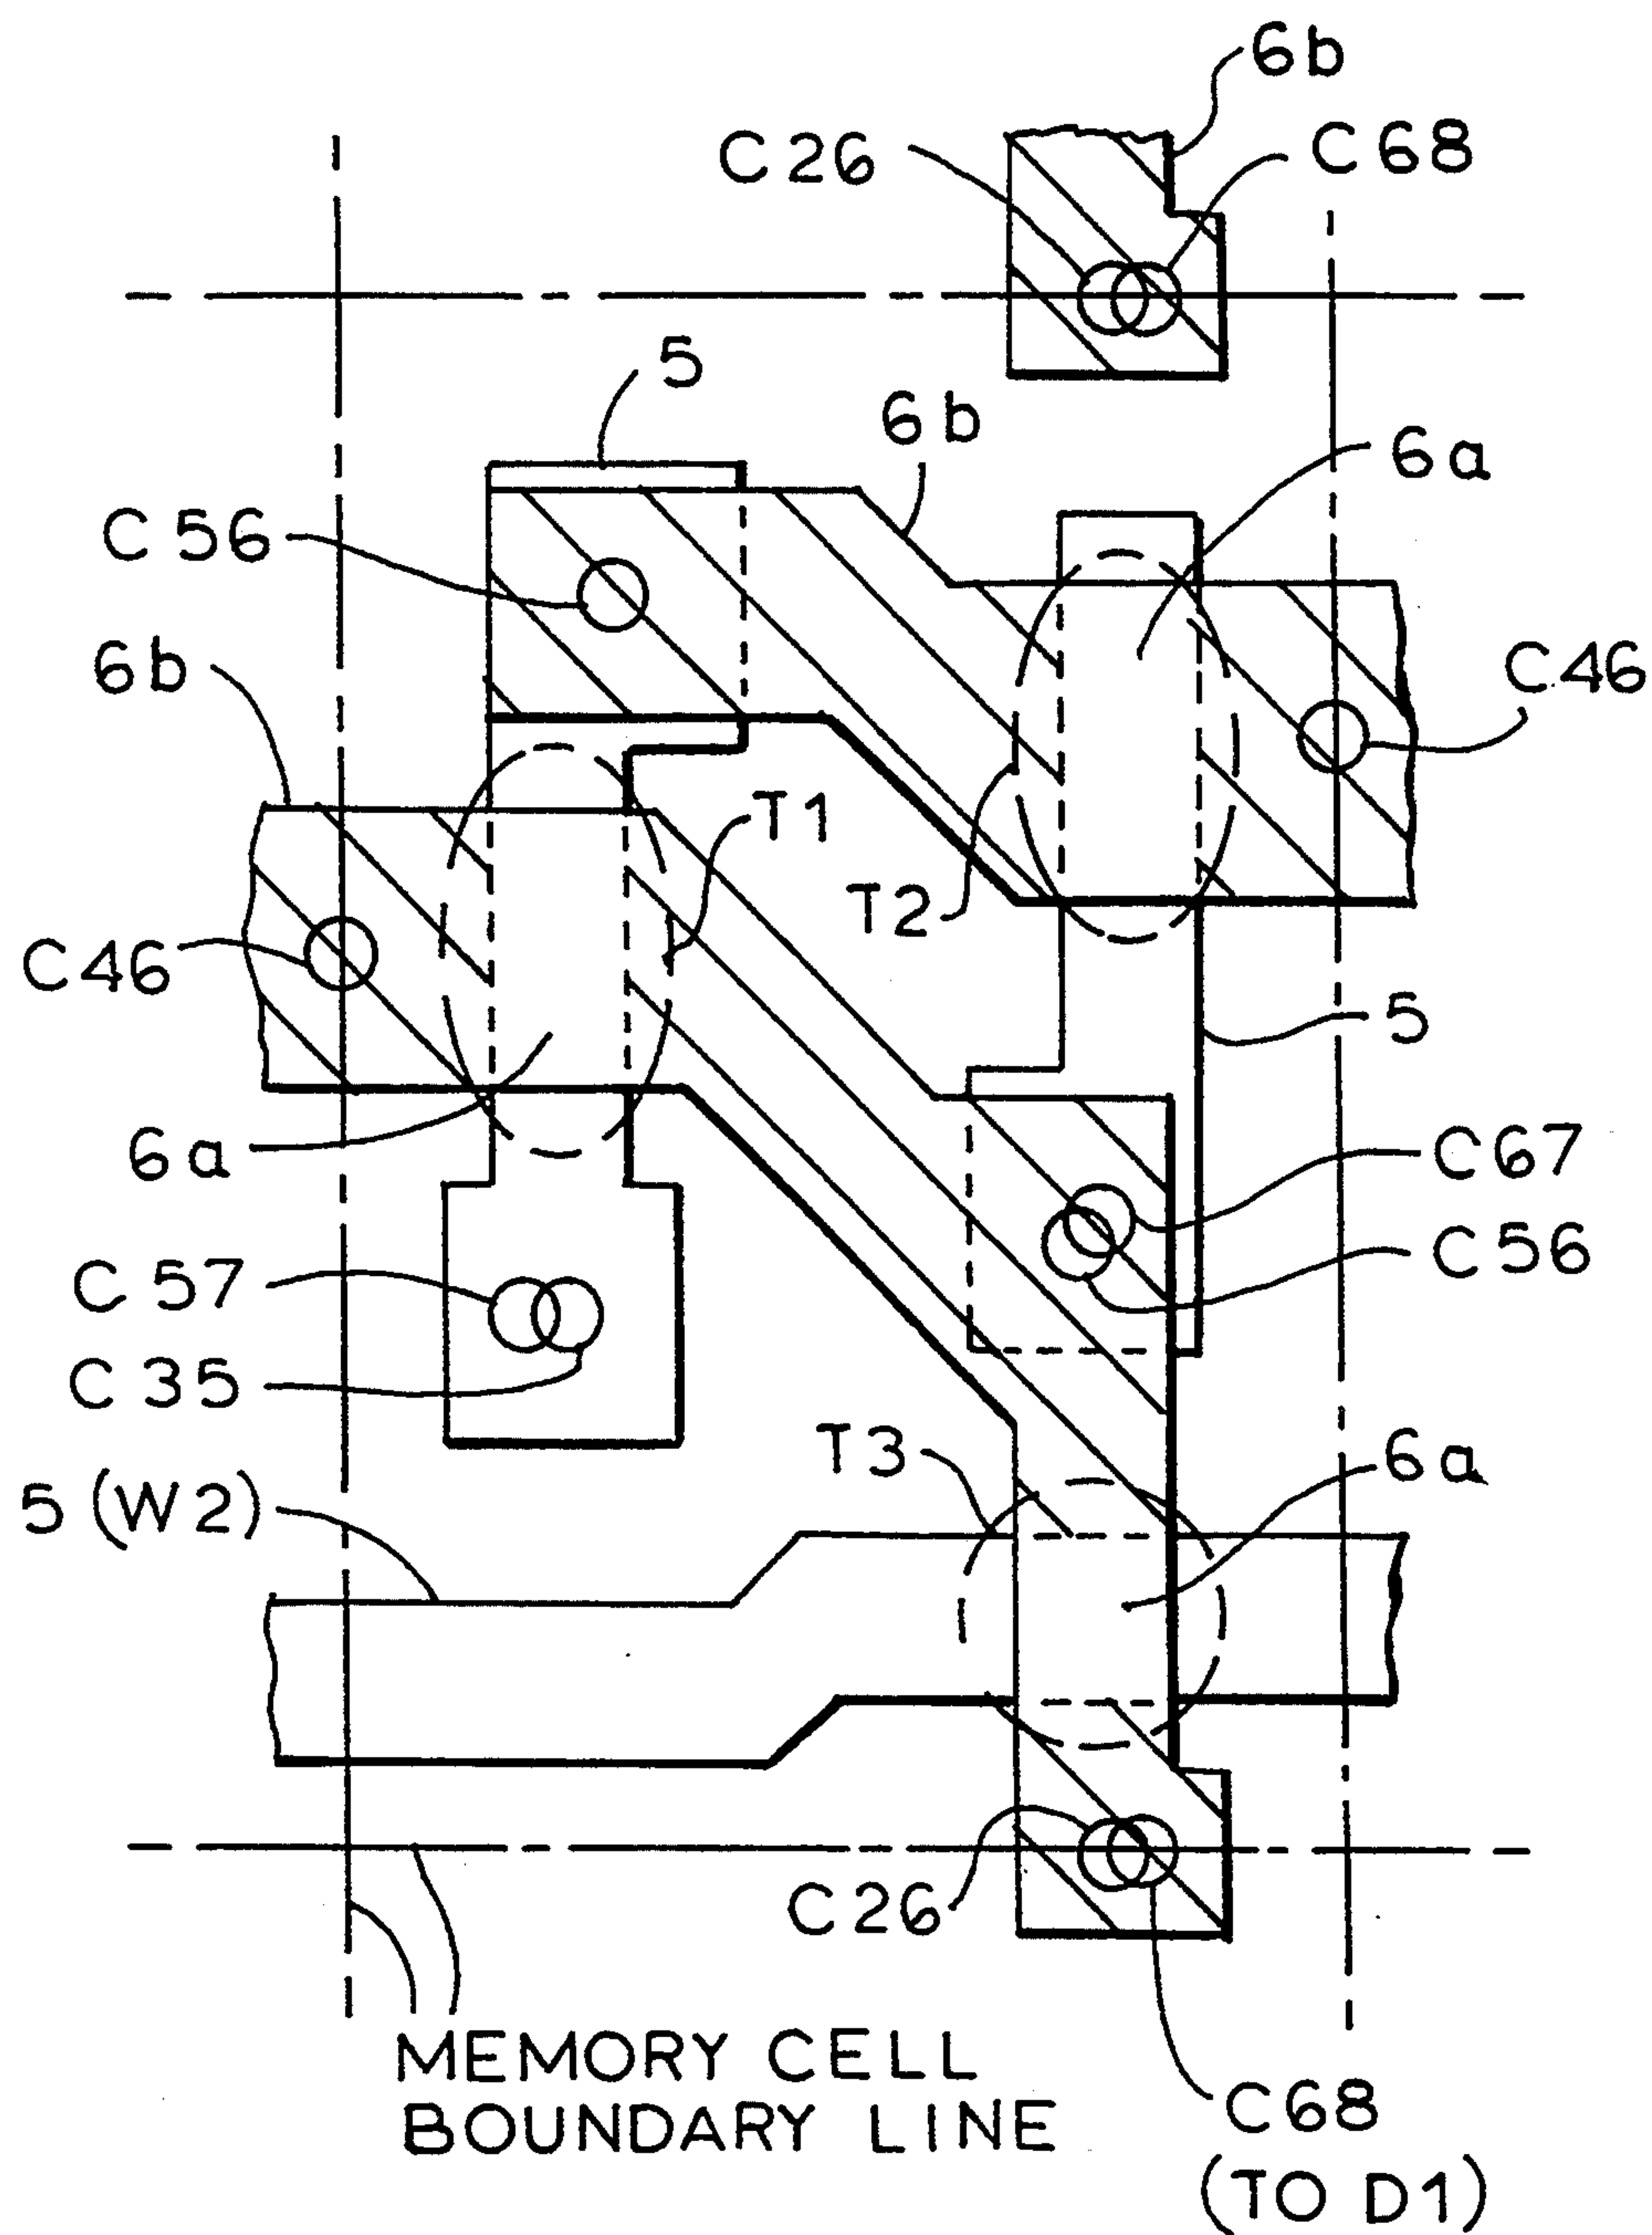 6b
C26
C68
5
6b
6a
C56
6b
C46
T1
T2
C46
5
6a
C67
C56
C57
C35
T3
6a
5 (W2)
C26
MEMORY CELL
BOUNDARY LINE
C68
(TO D1)